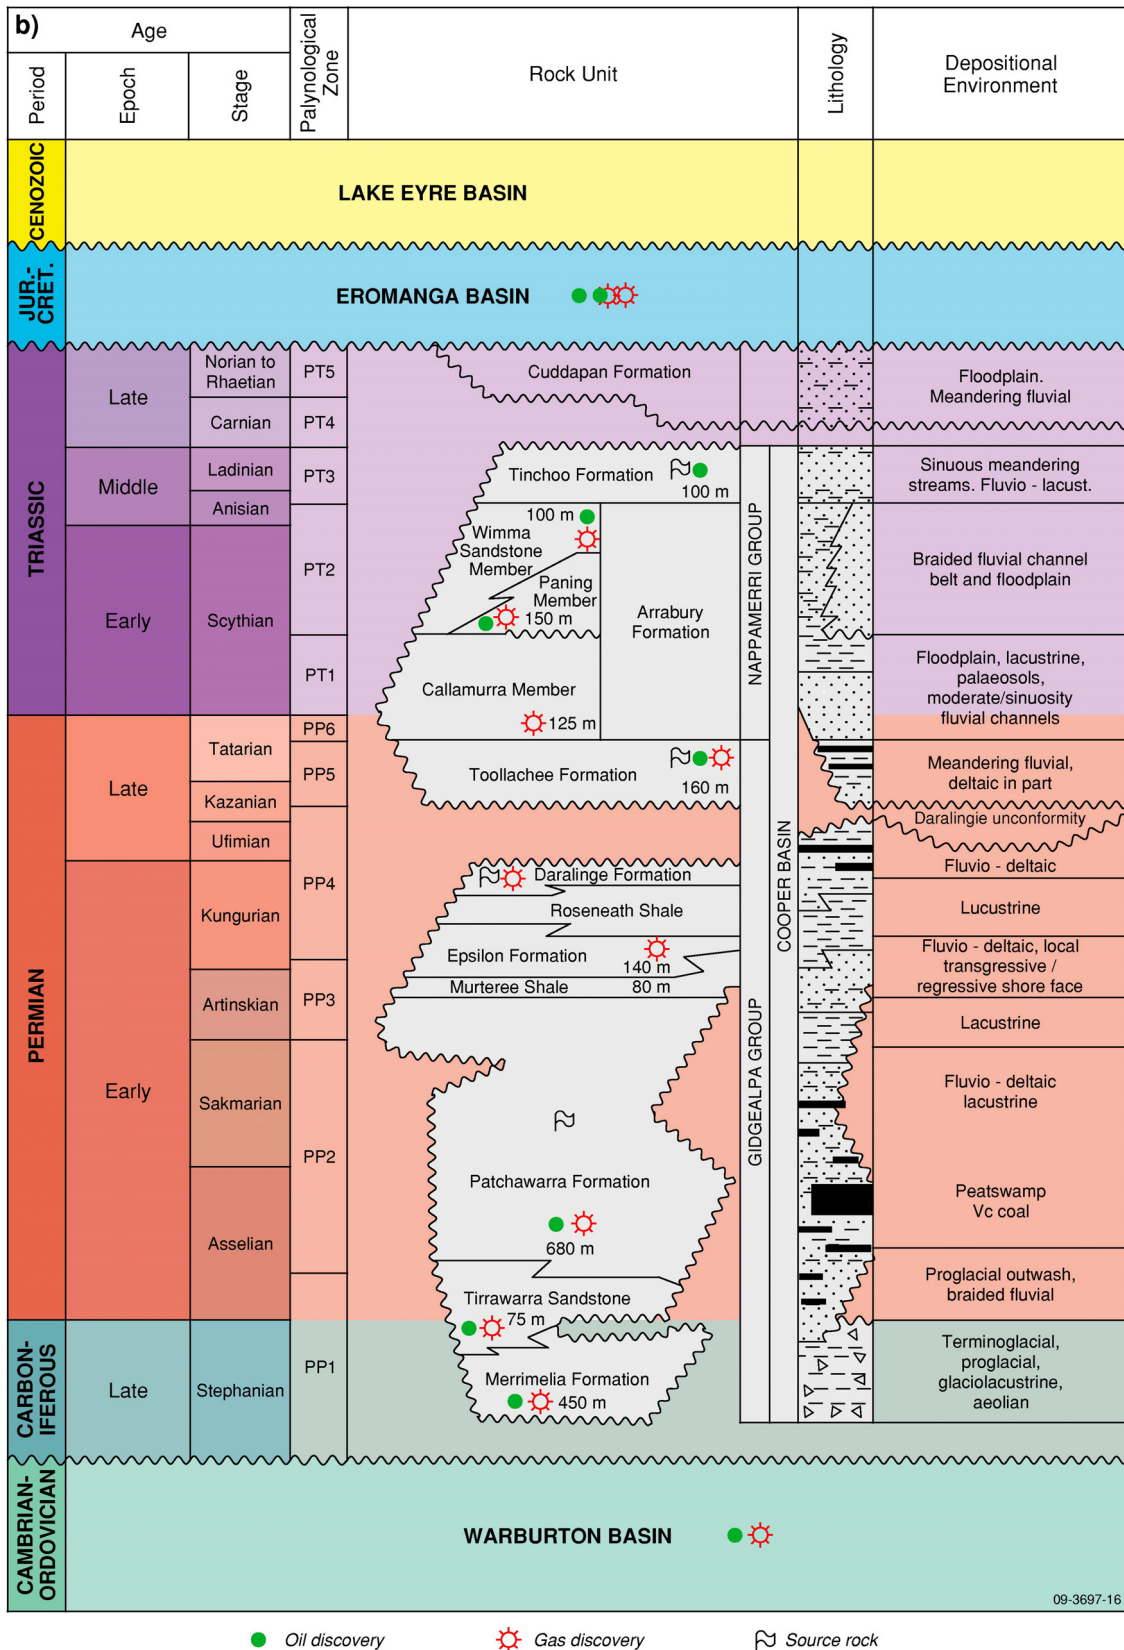 b)
Age
Period
Epoch
Stage
Palynological
Zone
Rock Unit
Lithology
Depositional
Environment
CENOZOIC
LAKE EYRE BASIN
JUR.-
CRET.
EROMANGA BASIN
TRIASSIC
Late
Norian to
Rhaetian
PT5
Cuddapan Formation
Floodplain.
Meandering fluvial
Carnian
PT4
Middle
Ladinian
PT3
Tinchoo Formation
100 m
Sinuous meandering
streams. Fluvio - lacust.
Anisian
Early
Scythian
PT2
100 m
Wimma
Sandstone
Member
Paning
Member
150 m
Arrabury
Formation
NAPPAMERRI GROUP
Braided fluvial channel
belt and floodplain
PT1
Callamurra Member
125 m
Floodplain, lacustrine,
palaeosols,
moderate/sinuosity
fluvial channels
PERMIAN
Late
Tatarian
PP6
PP5
Toollachee Formation
160 m
Meandering fluvial,
deltaic in part
Kazanian
Ufimian
Daralingie unconformity
COOPER BASIN
PP4
Early
Kungurian
Daralinge Formation
Fluvio - deltaic
Roseneath Shale
Lucustrine
Epsilon Formation
140 m
Fluvio - deltaic, local
transgressive /
regressive shore face
Artinskian
PP3
Murteree Shale
80 m
Lacustrine
GIDGEALPA GROUP
Sakmarian
PP2
Fluvio - deltaic
lacustrine
Patchawarra Formation
680 m
Peatswamp
Vc coal
Asselian
Tirrawarra Sandstone
75 m
Proglacial outwash,
braided fluvial
CARBON-
IFEROUS
Late
Stephanian
PP1
Merrimelia Formation
450 m
Terminoglacial,
proglacial,
glaciolacustrine,
aeolian
CAMBRIAN-
ORDOVICIAN
WARBURTON BASIN
09-3697-16
Oil discovery
Gas discovery
Source rock